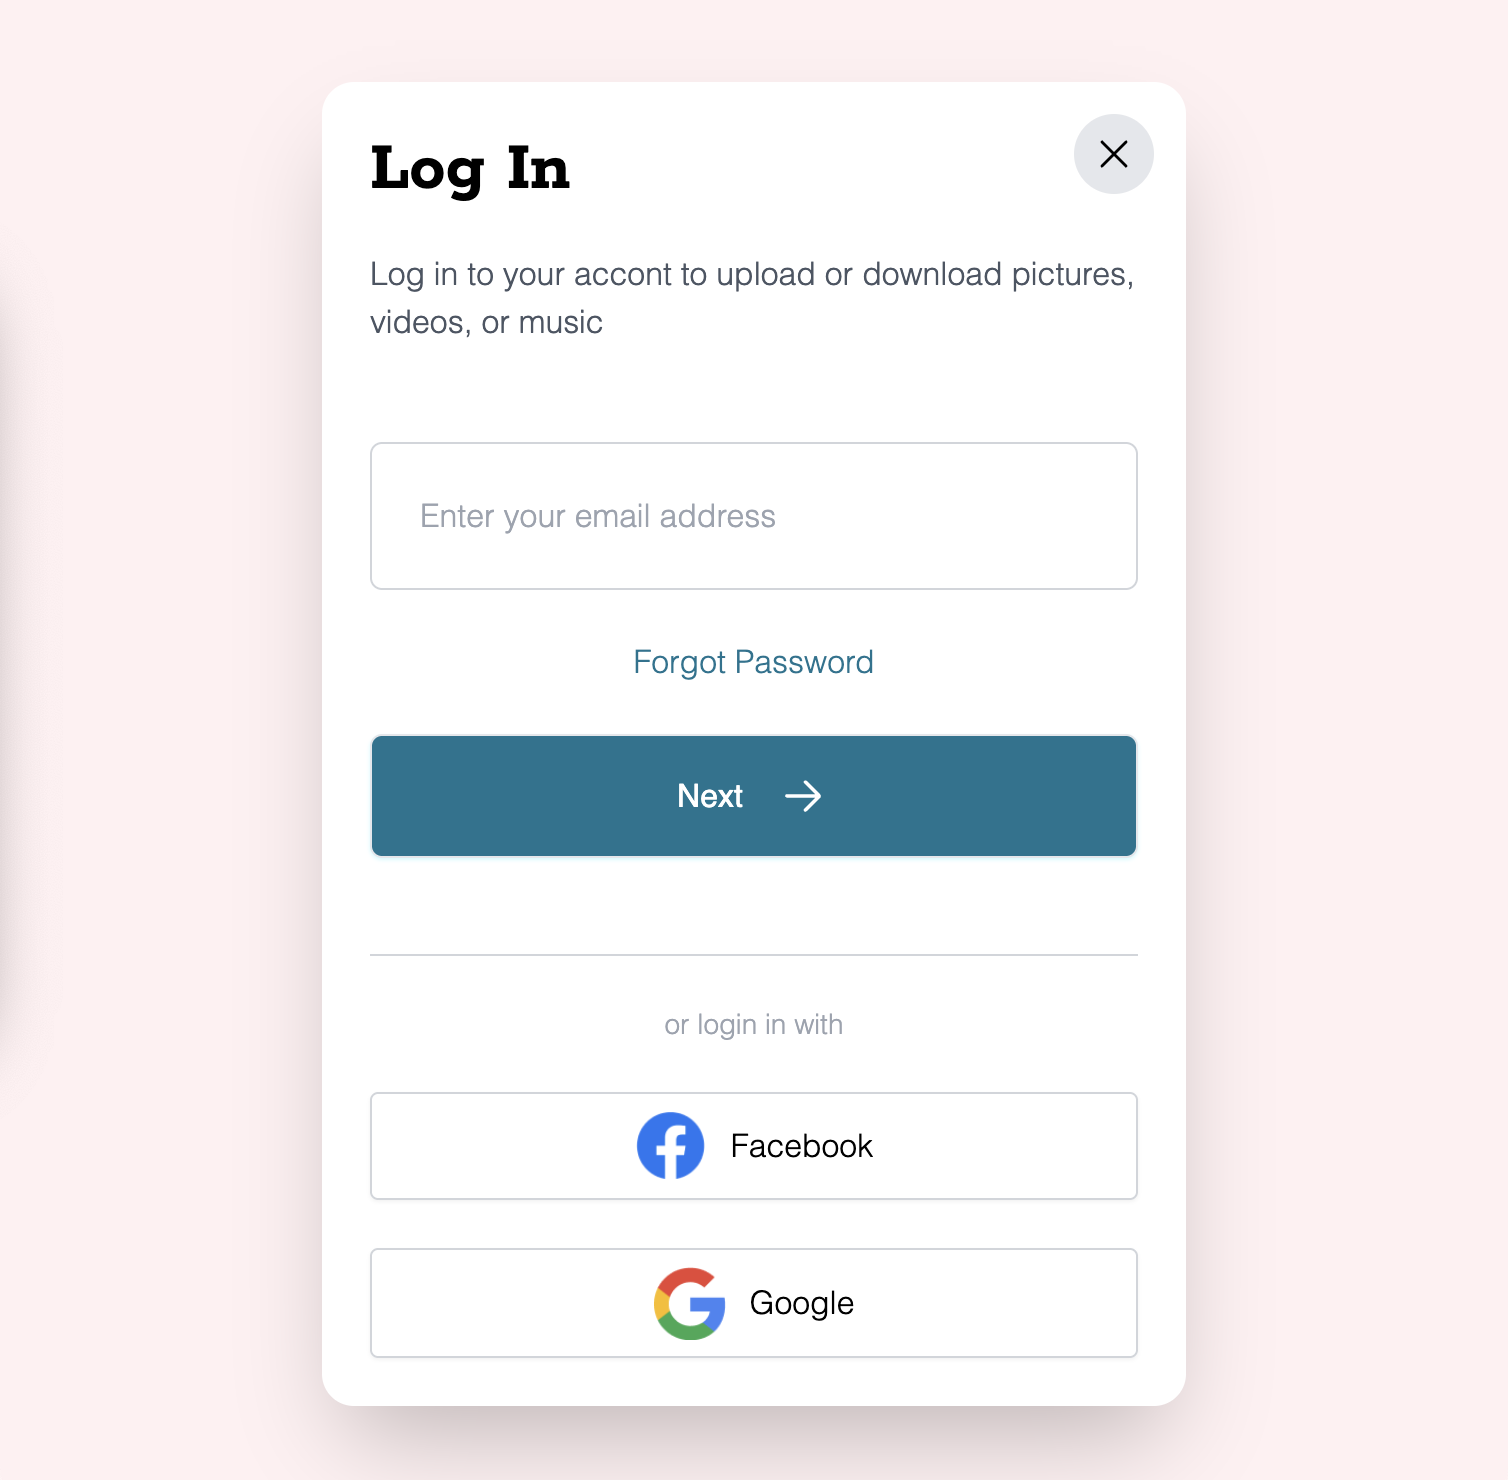 Log In
Log in to your accont to upload or download pictures,
videos, or music
Enter your email address
Forgot Password
Next
or login in with
Facebook
Google